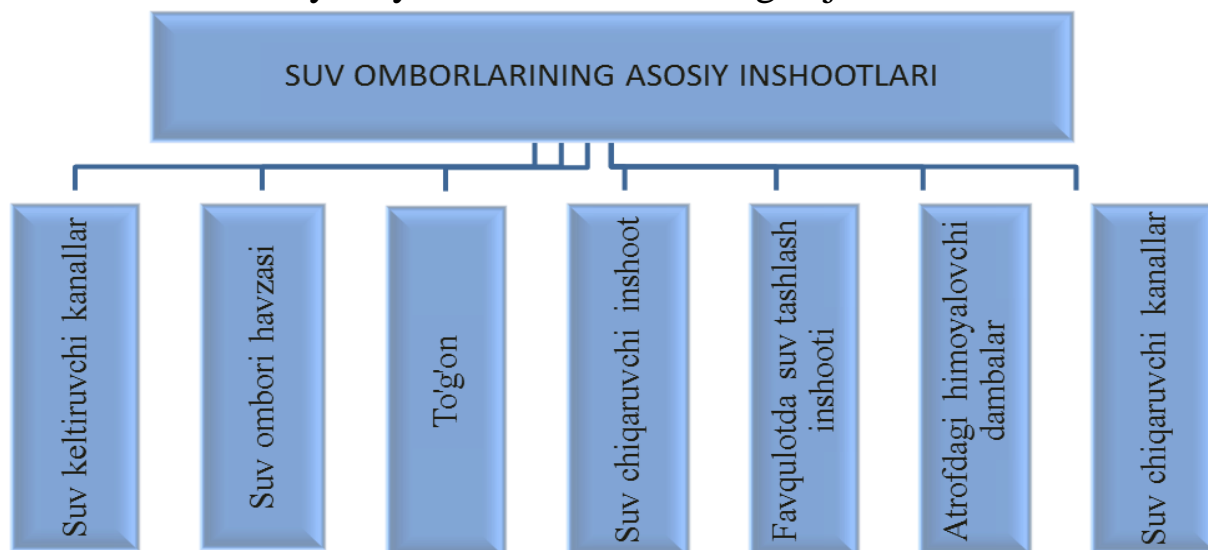 SUV OMBORLARINING ASOSIY INSHOOTLARI
Suv keltiruvchi kanallar
Suv ombori havzasi
To'g'on
Suv chiqaruvchi inshoot
Favqulotda suv tashlash
inshooti
Atrofdagi himoyalovchi
dambalar
Suv chiqaruvchi kanallar